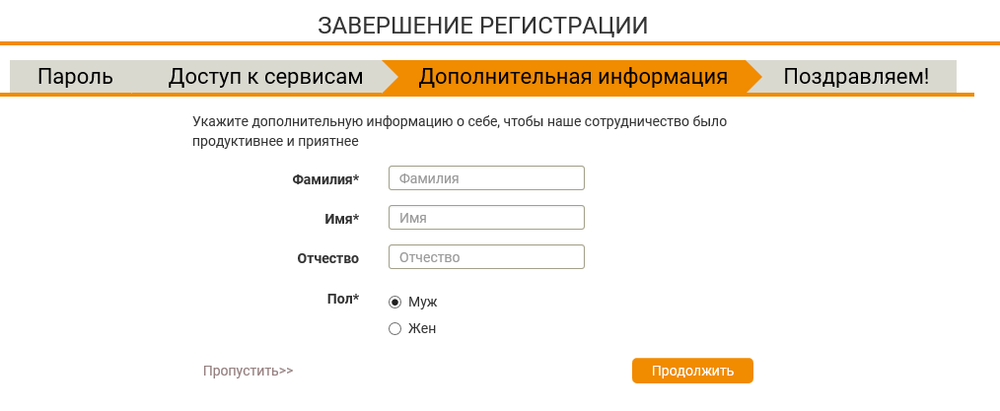 ЗАВЕРШЕНИЕ РЕГИСТРАЦИИ
Пароль Доступ к сервисам Дополнительная информация Поздравляем!
Укажите дополнительную информацию о себе, чтобы наше сотрудничество было
продуктивнее и приятнее
Фамилия* Фамилия
Имя* Имя
Отчество Отчество
Пол* Муж
Жен
Пропустить>> Продолжить